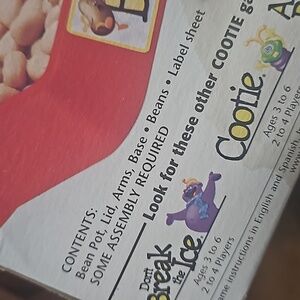 CONTENTS:
Bean Pot, Lid, Arms, Base • Beans • Label sheet
SOME ASSEMBLY REQUIRED
Look for these other COOTIE
Don't
Break
the Ice
Ages 3 to 6
2 to 4 Players
Cootie
Ages 3 to 6
2 to 4 Players
instructions in English and Spanish